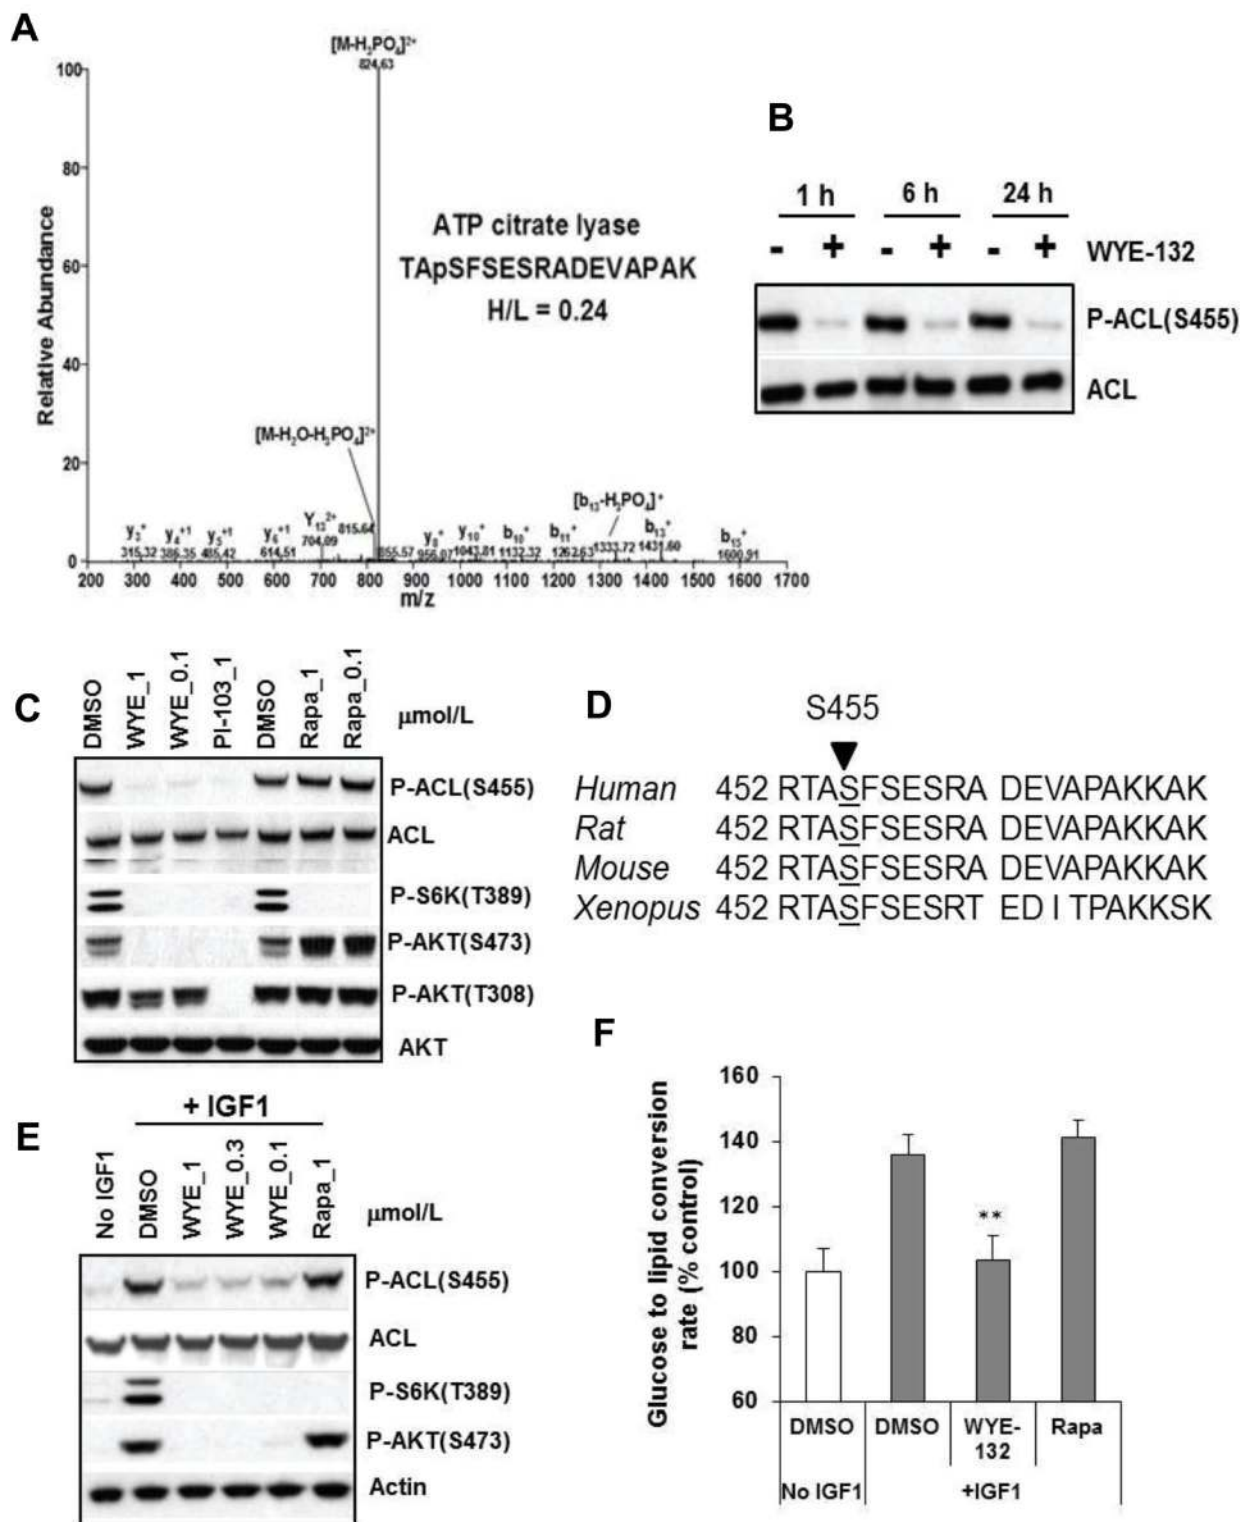 A
[M-H₃PO₄]²⁺
824.63
100
80
60
40
20
0
Relative Abundance
ATP citrate lyase
TApSFSESRADEVAPAK
H/L = 0.24
[M-H₂O-H₃PO₄]²⁺
[b₁₃-H₃PO₄]⁺
y₃⁺ y₄⁺¹ y₅⁺¹ y₆⁺¹ Y₁₃²⁺ 815.64 y₈⁺ y₁₀⁺ b₁₀⁺ b₁₁⁺ b₁₃⁺ b₁₅⁺
315.32 386.35 485.42 614.51 704.09 855.57 956.07 1043.81 1132.32 1262.63 1333.72 1431.60 1600.91
200 300 400 500 600 700 800 900 1000 1100 1200 1300 1400 1500 1600 1700
m/z
B
1 h 6 h 24 h
- + - + - + WYE-132
P-ACL(S455)
ACL
C
DMSO WYE_1 WYE_0.1 PI-103_1 DMSO Rapa_1 Rapa_0.1 μmol/L
P-ACL(S455)
ACL
P-S6K(T389)
P-AKT(S473)
P-AKT(T308)
AKT
D
S455
Human 452 RTASFSESRA DEVAPAKKAK
Rat 452 RTASFSESRA DEVAPAKKAK
Mouse 452 RTASFSESRA DEVAPAKKAK
Xenopus 452 RTASFSESRT EDITPAKKSK
E
+ IGF1
No IGF1 DMSO WYE_1 WYE_0.3 WYE_0.1 Rapa_1 μmol/L
P-ACL(S455)
ACL
P-S6K(T389)
P-AKT(S473)
Actin
F
Glucose to lipid conversion
rate (% control)
160
140
120
100
80
60
**
DMSO DMSO WYE-
132 Rapa
No IGF1 +IGF1